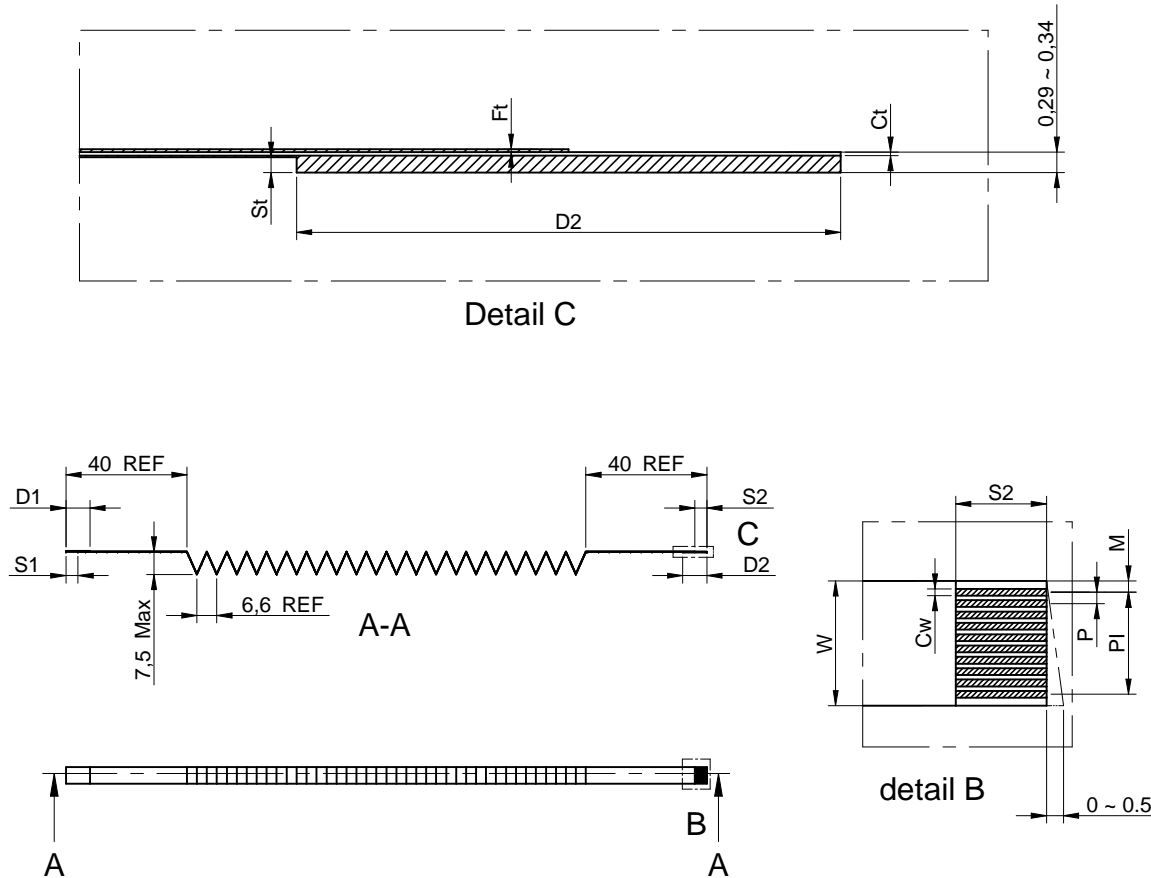 0,29 ~ 0,34
Ft
Ct
St
D2
Detail C
40 REF
40 REF
D1
S2
C
S1
D2
6,6 REF
7,5 Max
A-A
S2
M
W
Cw
P
Pl
detail B
0 ~ 0.5
B
A
A